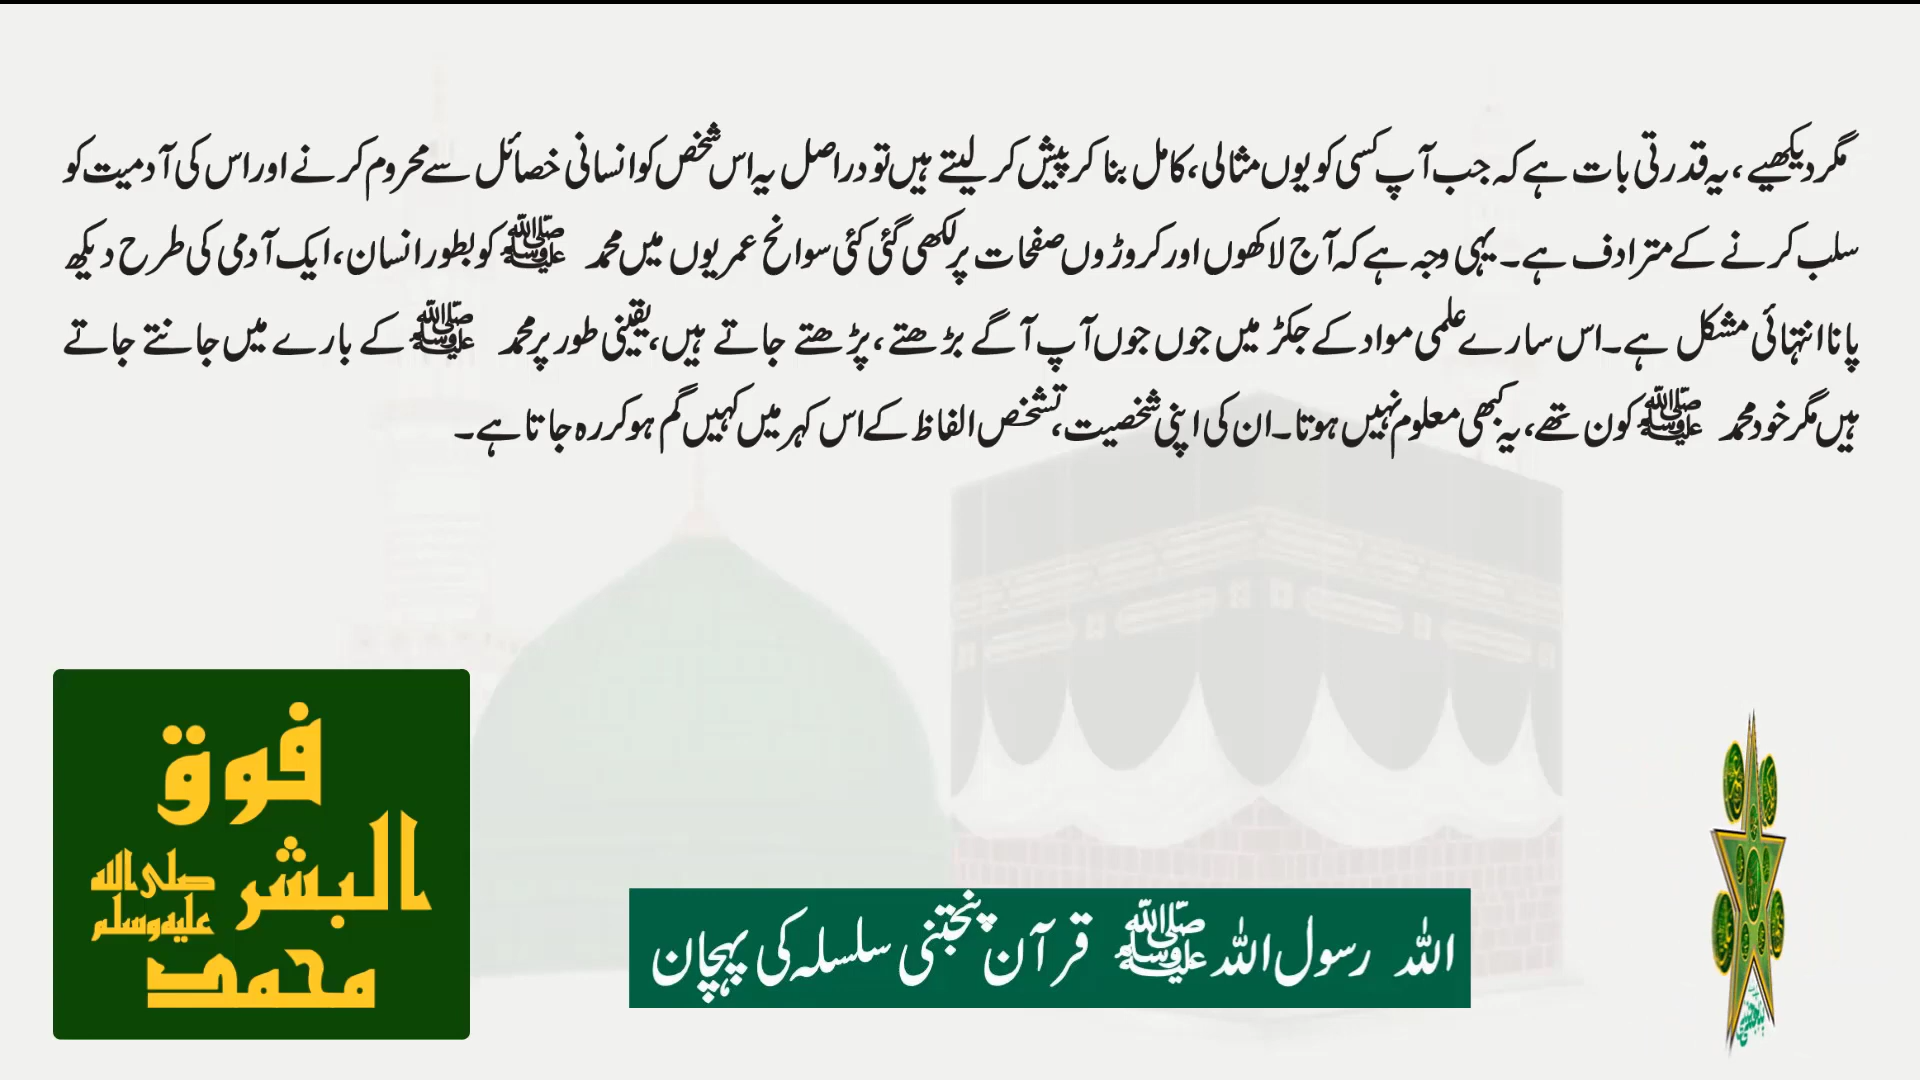 مگر دیکھیے، یہ قدرتی بات ہے کہ جب آپ کسی کو یوں مثالی، کامل بنا کر پیش کر لیتے ہیں تو دراصل یہ اس شخص کو انسانی خصائل سے محروم کرنے اور اس کی آدمیت کو
سلب کرنے کے مترادف ہے۔ یہی وجہ ہے کہ آج لاکھوں اور کروڑوں صفحات پر لکھی گئی کئی سوانح عمریوں میں محمد ﷺ کو بطور انسان، ایک آدمی کی طرح دیکھ
پانا انتہائی مشکل ہے۔ اس سارے علمی مواد کے جکڑ میں جوں جوں آپ آگے بڑھتے، پڑھتے جاتے ہیں، یقینی طور پر محمد ﷺ کے بارے میں جانتے جاتے
ہیں مگر خود محمد ﷺ کون تھے، یہ کبھی معلوم نہیں ہوتا۔ ان کی اپنی شخصیت، تشخص الفاظ کے اس کہر میں کہیں گم ہو کر رہ جاتا ہے۔
فوق
البشر صلی اللہ علیہ وسلم
محمد
اللہ رسول اللہ ﷺ قرآن پنجتنی سلسلہ کی پہچان